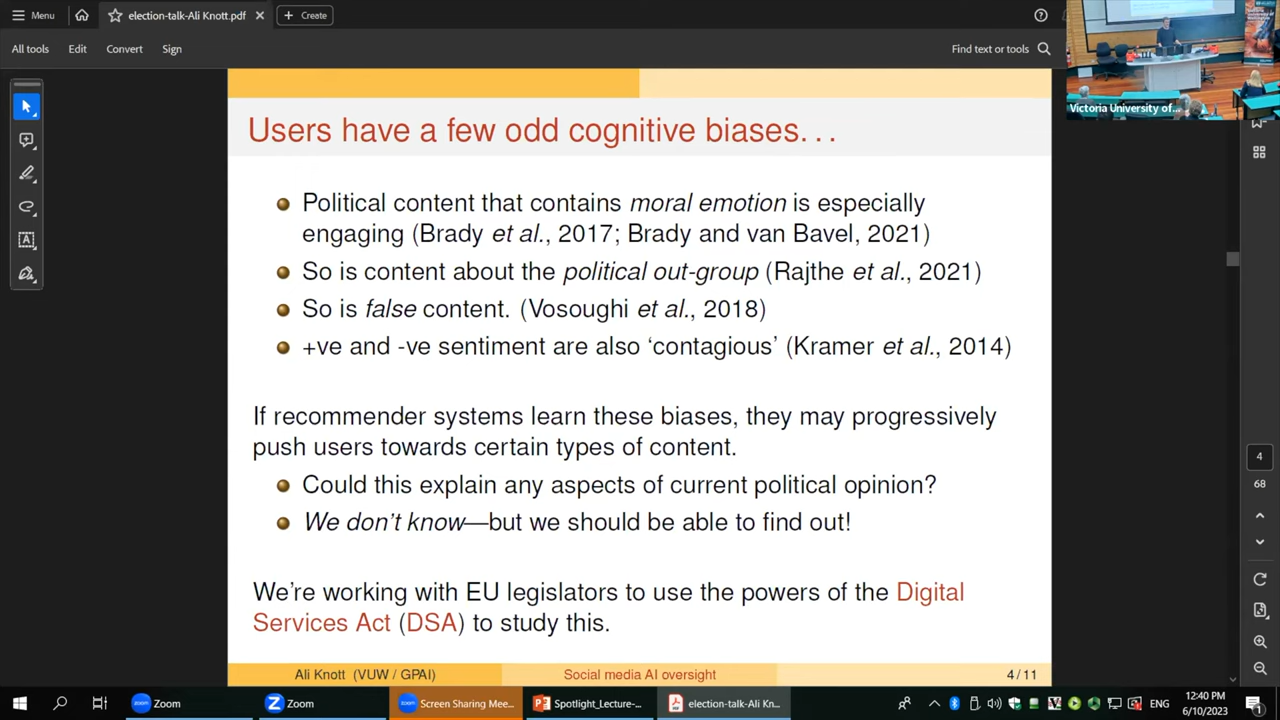 Menu
election-talk-Ali Knott.pdf
Create
All tools
Edit
Convert
Sign
Find text or tools
Victoria University of...
Users have a few odd cognitive biases...
Political content that contains moral emotion is especially
engaging (Brady et al., 2017; Brady and van Bavel, 2021)
So is content about the political out-group (Rajthe et al., 2021)
So is false content. (Vosoughi et al., 2018)
+ve and -ve sentiment are also ‘contagious’ (Kramer et al., 2014)
If recommender systems learn these biases, they may progressively
push users towards certain types of content.
Could this explain any aspects of current political opinion?
We don't know—but we should be able to find out!
We're working with EU legislators to use the powers of the Digital
Services Act (DSA) to study this.
Ali Knott (VUW / GPAI)
Social media AI oversight
4 / 11
4
68
Zoom
Zoom
Screen Sharing Mee...
Spotlight_Lecture-...
election-talk-Ali Kn...
ENG
12:40 PM
6/10/2023